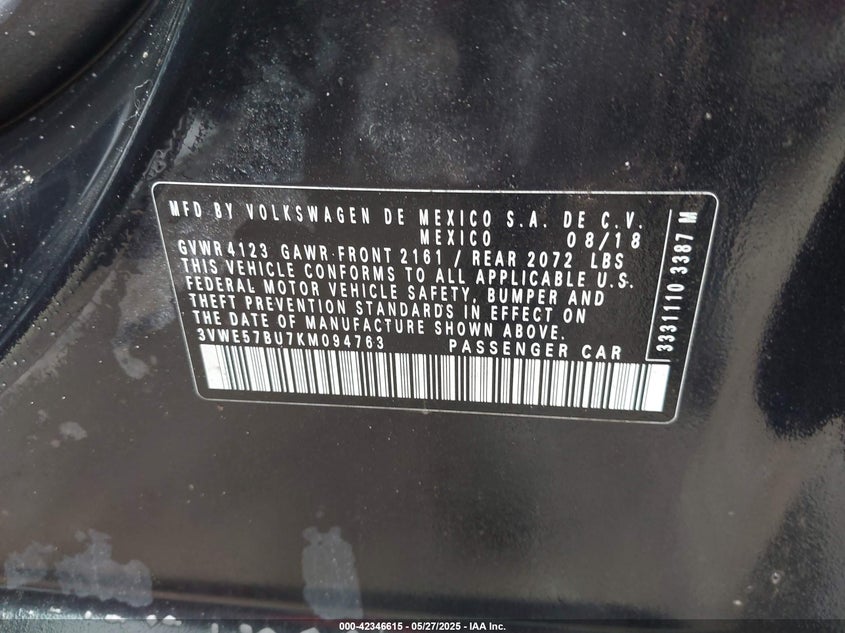 MFD BY VOLKSWAGEN DE MEXICO S.A. DE C.V.
MEXICO 08/18
GVWR 4123 GAWR FRONT 2161 / REAR 2072 LBS
THIS VEHICLE CONFORMS TO ALL APPLICABLE U.S.
FEDERAL MOTOR VEHICLE SAFETY, BUMPER AND
THEFT PREVENTION STANDARDS IN EFFECT ON
THE DATE OF MANUFACTURE SHOWN ABOVE.
3VWE57BU7KM094763 PASSENGER CAR
3331110 3387 M
000-42346615 - 05/27/2025 - IAA Inc.